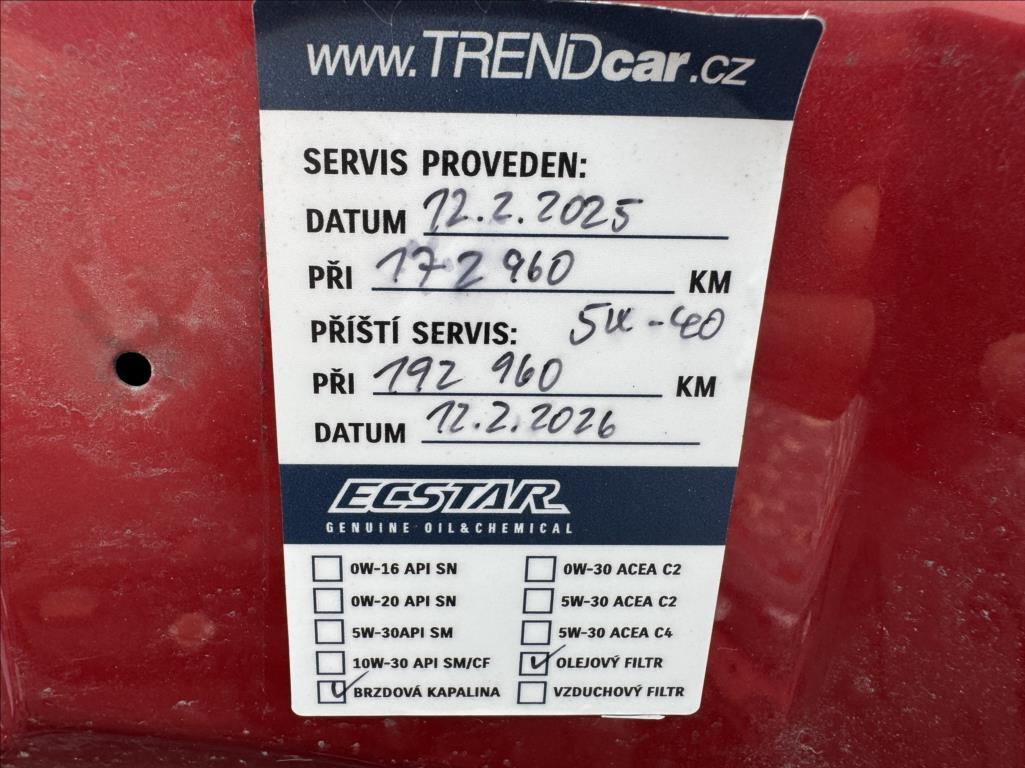 www.TRENDcar.cz
SERVIS PROVEDEN:
DATUM 12.2.2025
PŘI 172 960 KM
PŘÍŠTÍ SERVIS: 5W-40
PŘI 192 960 KM
DATUM 12.2.2026
ECSTAR
GENUINE OIL&CHEMICAL
0W-16 API SN 0W-30 ACEA C2
0W-20 API SN 5W-30 ACEA C2
5W-30API SM 5W-30 ACEA C4
10W-30 API SM/CF OLEJOVÝ FILTR
BRZDOVÁ KAPALINA VZDUCHOVÝ FILTR